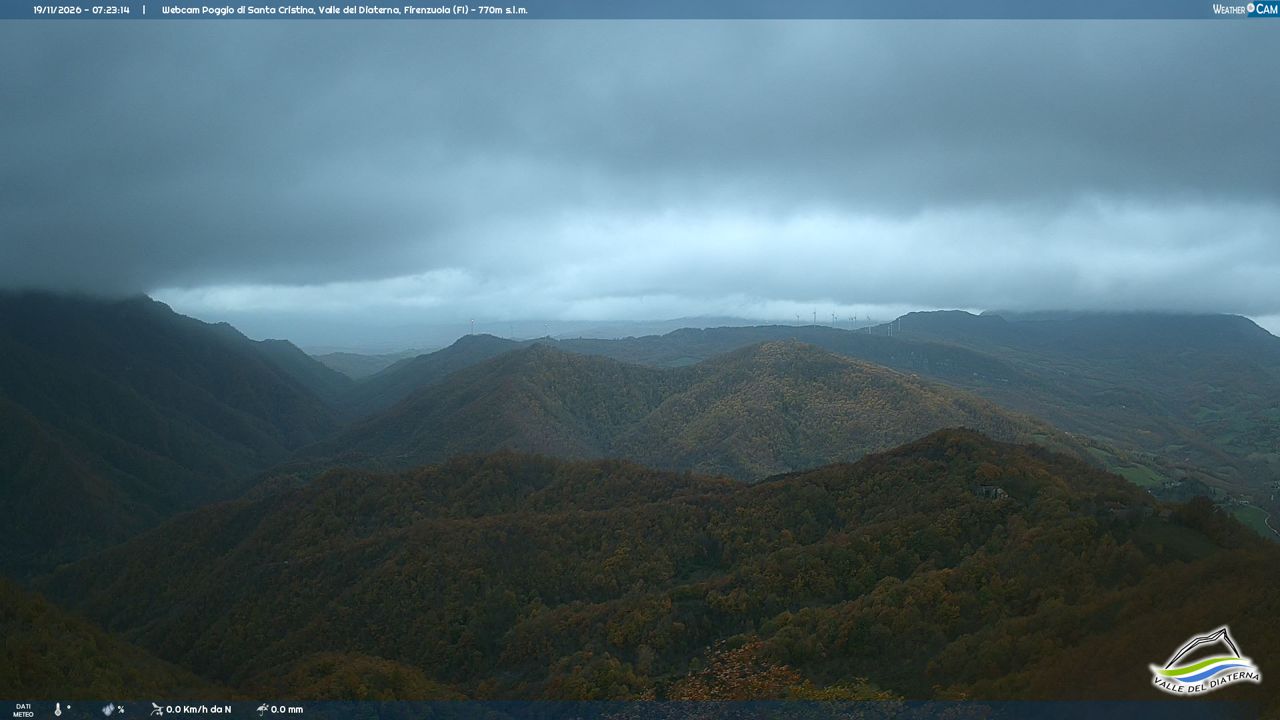 19/11/2026 - 07:23:14 | Webcam Poggio di Santa Cristina, Valle del Diaterna, Firenzuola (FI) - 770m s.l.m.
WEATHER CAM
VALLE DEL DIATERNA
DATI
METEO
° % 0.0 Km/h da N 0.0 mm